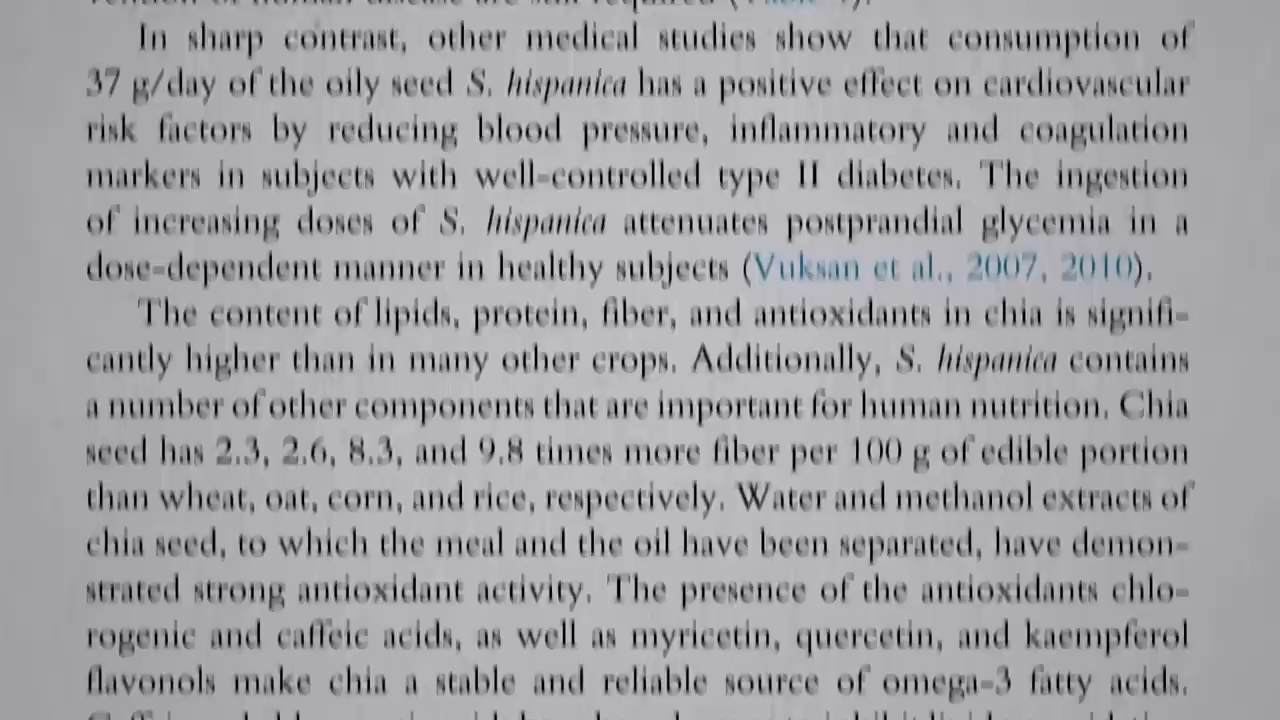 In sharp contrast, other medical studies show that consumption of
37 g/day of the oily seed S. hispanica has a positive effect on cardiovascular
risk factors by reducing blood pressure, inflammatory and coagulation
markers in subjects with well-controlled type II diabetes. The ingestion
of increasing doses of S. hispanica attenuates postprandial glycemia in a
dose-dependent manner in healthy subjects (Vuksan et al., 2007, 2010).
The content of lipids, protein, fiber, and antioxidants in chia is signifi-
cantly higher than in many other crops. Additionally, S. hispanica contains
a number of other components that are important for human nutrition. Chia
seed has 2.3, 2.6, 8.3, and 9.8 times more fiber per 100 g of edible portion
than wheat, oat, corn, and rice, respectively. Water and methanol extracts of
chia seed, to which the meal and the oil have been separated, have demon-
strated strong antioxidant activity. The presence of the antioxidants chlo-
rogenic and caffeic acids, as well as myricetin, quercetin, and kaempferol
flavonols make chia a stable and reliable source of omega-3 fatty acids.